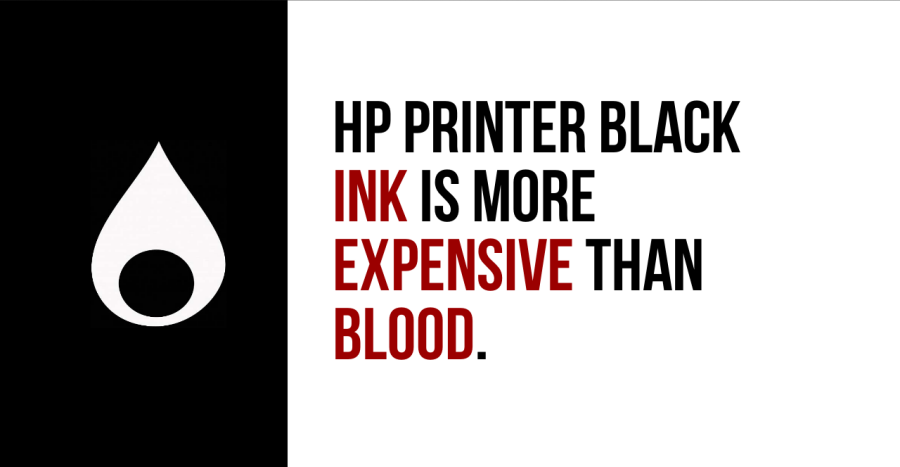 HP PRINTER BLACK
INK IS MORE
EXPENSIVE THAN
BLOOD.